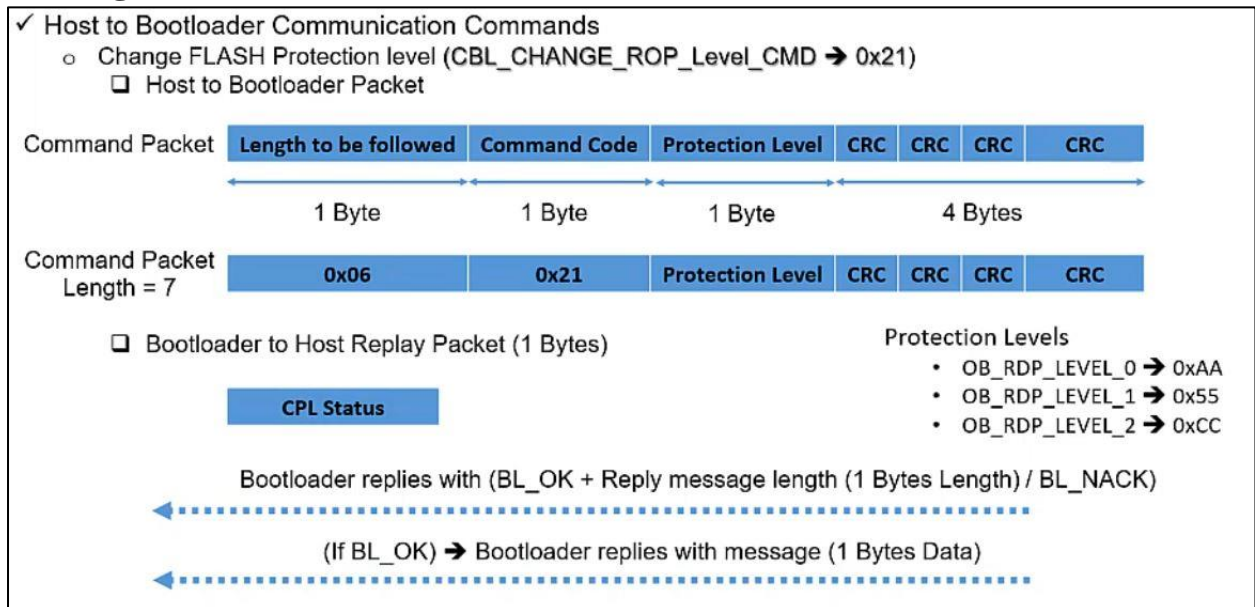 ✓ Host to Bootloader Communication Commands
o Change FLASH Protection level (CBL_CHANGE_ROP_Level_CMD ➔ 0x21)
❑ Host to Bootloader Packet
Command Packet Length to be followed Command Code Protection Level CRC CRC CRC CRC
1 Byte 1 Byte 1 Byte 4 Bytes
Command Packet
Length = 7 0x06 0x21 Protection Level CRC CRC CRC CRC
❑ Bootloader to Host Replay Packet (1 Bytes)
CPL Status
Protection Levels
• OB_RDP_LEVEL_0 ➔ 0xAA
• OB_RDP_LEVEL_1 ➔ 0x55
• OB_RDP_LEVEL_2 ➔ 0xCC
Bootloader replies with (BL_OK + Reply message length (1 Bytes Length) / BL_NACK)
(If BL_OK) ➔ Bootloader replies with message (1 Bytes Data)